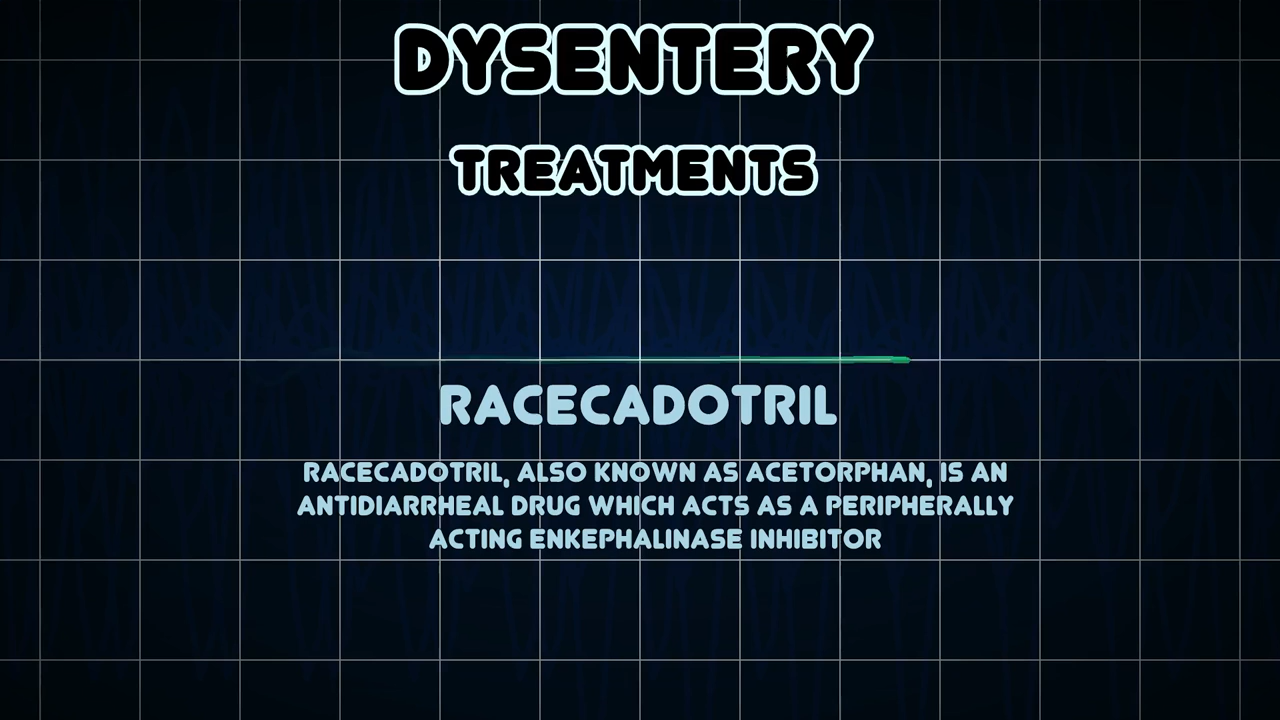 DYSENTERY
TREATMENTS
RACECADOTRIL
RACECADOTRIL, ALSO KNOWN AS ACETORPHAN, IS AN
ANTIDIARRHEAL DRUG WHICH ACTS AS A PERIPHERALLY
ACTING ENKEPHALINASE INHIBITOR